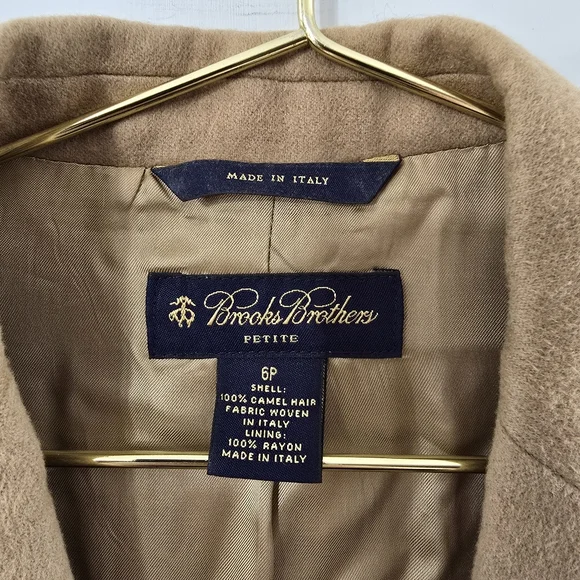 MADE IN ITALY
Brooks Brothers
PETITE
6P
SHELL:
100% CAMEL HAIR
FABRIC WOVEN
IN ITALY
LINING:
100% RAYON
MADE IN ITALY